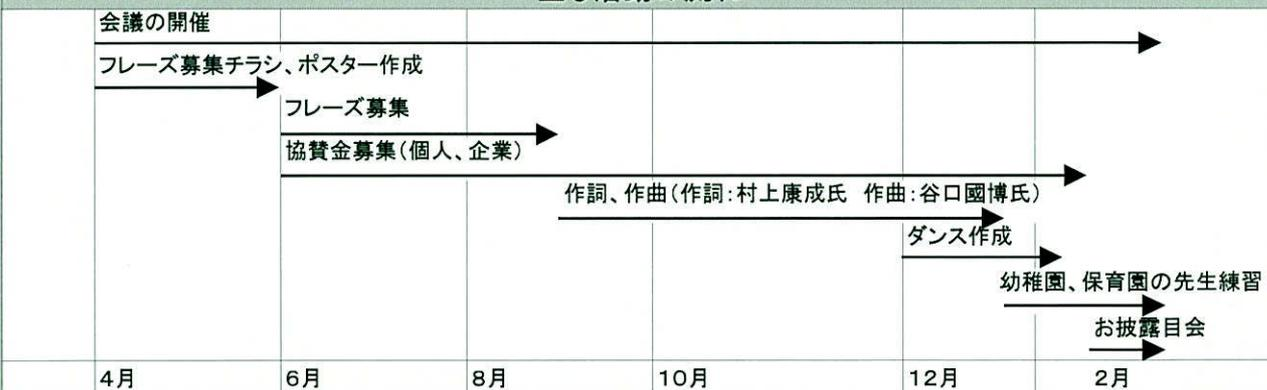 会議の開催
フレーズ募集チラシ、ポスター作成
フレーズ募集
協賛金募集(個人、企業)
作詞、作曲(作詞:村上康成氏 作曲:谷口國博氏)
ダンス作成
幼稚園、保育園の先生練習
お披露目会
4月 6月 8月 10月 12月 2月